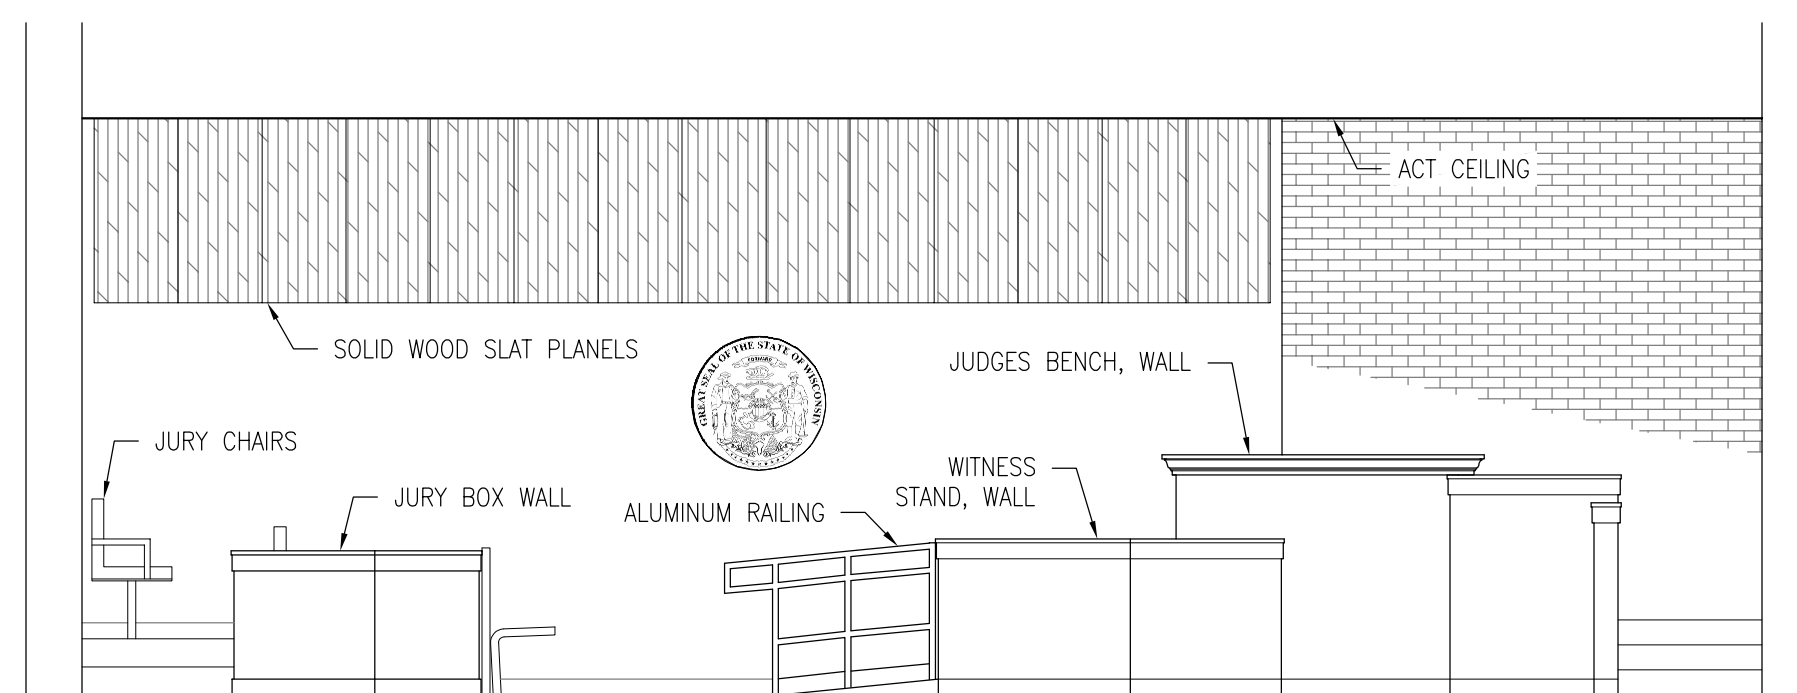 ACT CEILING
SOLID WOOD SLAT PLANELS
GREAT SEAL OF THE STATE OF WISCONSIN
FORWARD
JUDGES BENCH, WALL
JURY CHAIRS
WITNESS
STAND, WALL
JURY BOX WALL
ALUMINUM RAILING